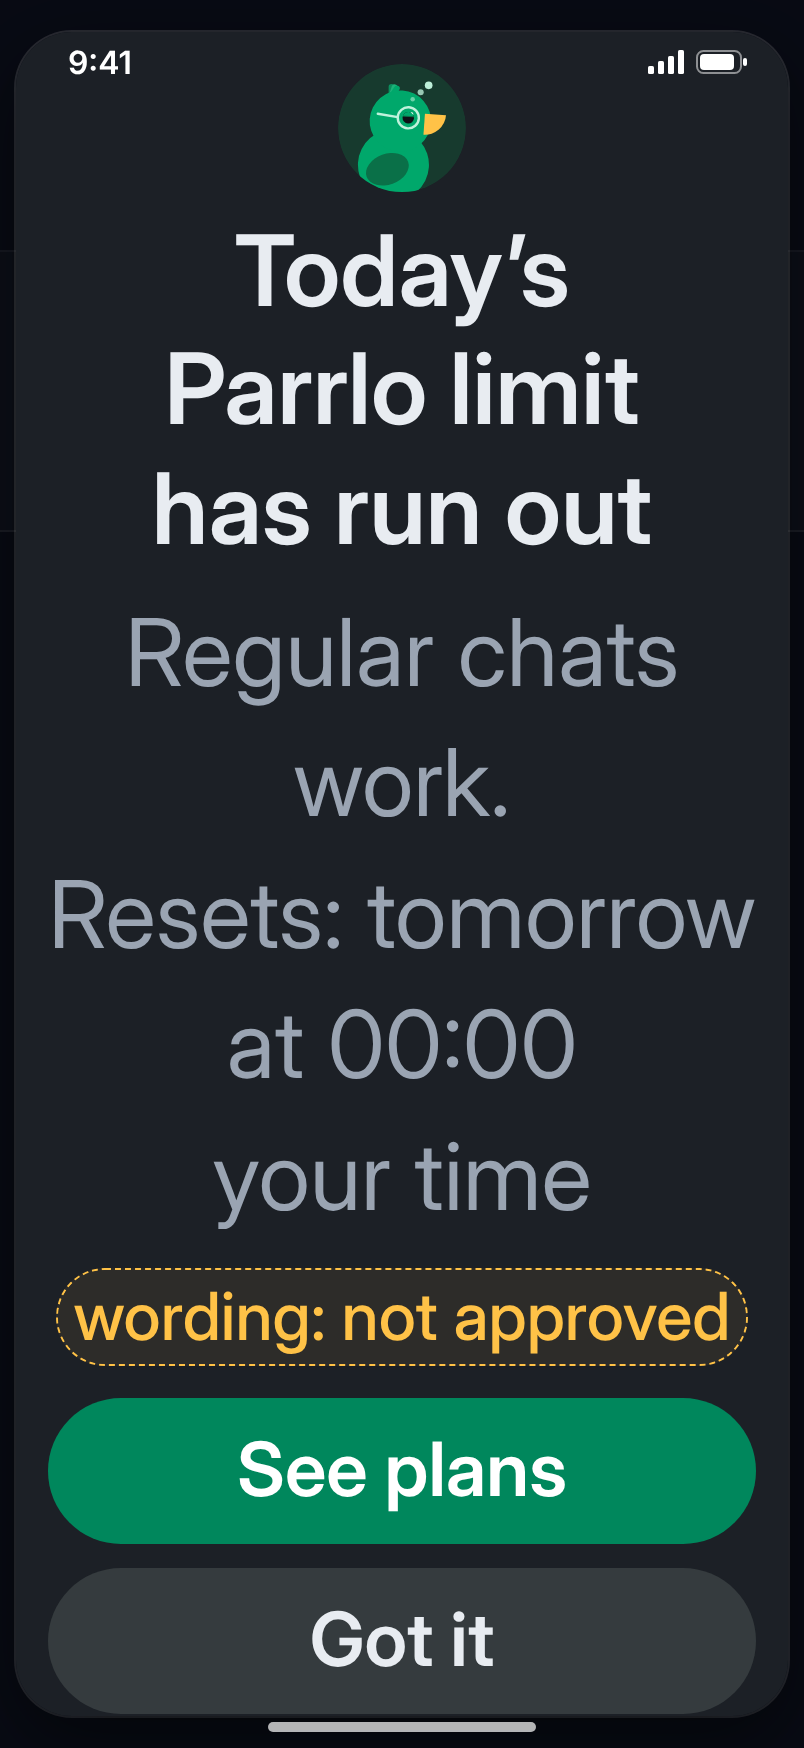 9:41
Today’s
Parrlo limit
has run out
Regular chats
work.
Resets: tomorrow
at 00:00
your time
wording: not approved
See plans
Got it